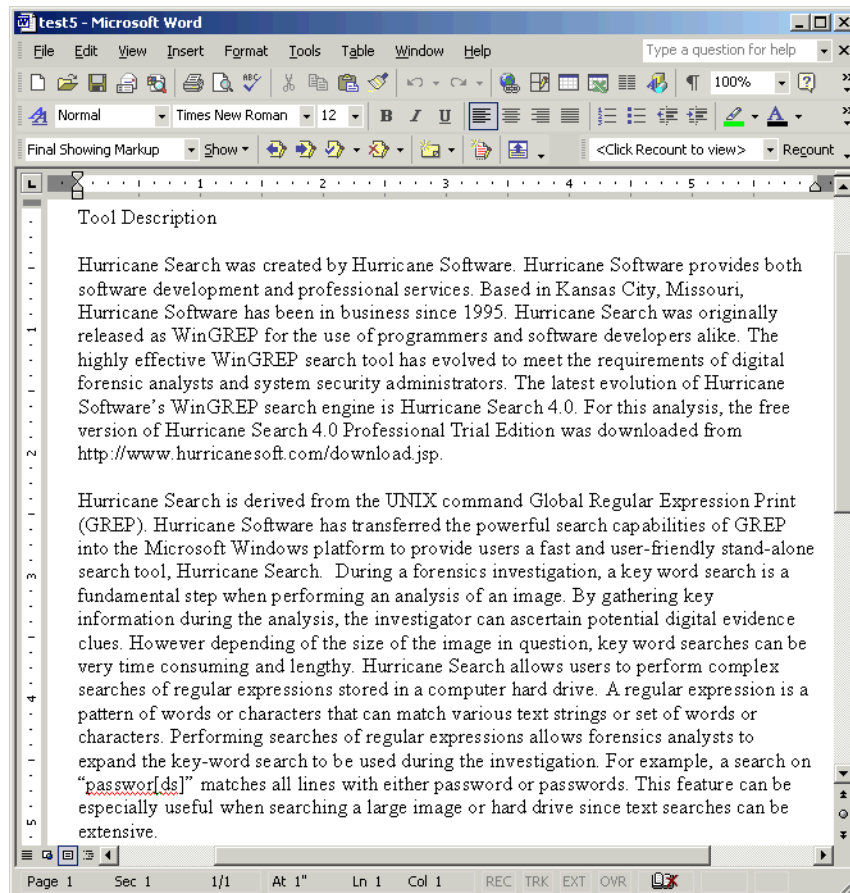 test5 - Microsoft Word
File Edit View Insert Format Tools Table Window Help Type a question for help
100%
Normal Times New Roman 12 B I U A
Final Showing Markup Show <Click Recount to view> Recount
1 2 3 4 5
Tool Description
Hurricane Search was created by Hurricane Software. Hurricane Software provides both
software development and professional services. Based in Kansas City, Missouri,
Hurricane Software has been in business since 1995. Hurricane Search was originally
released as WinGREP for the use of programmers and software developers alike. The
highly effective WinGREP search tool has evolved to meet the requirements of digital
forensic analysts and system security administrators. The latest evolution of Hurricane
Software’s WinGREP search engine is Hurricane Search 4.0. For this analysis, the free
version of Hurricane Search 4.0 Professional Trial Edition was downloaded from
http://www.hurricanesoft.com/download.jsp.
Hurricane Search is derived from the UNIX command Global Regular Expression Print
(GREP). Hurricane Software has transferred the powerful search capabilities of GREP
into the Microsoft Windows platform to provide users a fast and user-friendly stand-alone
search tool, Hurricane Search.  During a forensics investigation, a key word search is a
fundamental step when performing an analysis of an image. By gathering key
information during the analysis, the investigator can ascertain potential digital evidence
clues. However depending of the size of the image in question, key word searches can be
very time consuming and lengthy. Hurricane Search allows users to perform complex
searches of regular expressions stored in a computer hard drive. A regular expression is a
pattern of words or characters that can match various text strings or set of words or
characters. Performing searches of regular expressions allows forensics analysts to
expand the key-word search to be used during the investigation. For example, a search on
“passwor[ds]” matches all lines with either password or passwords. This feature can be
especially useful when searching a large image or hard drive since text searches can be
extensive.
1
2
3
4
5
Page 1 Sec 1 1/1 At 1" Ln 1 Col 1 REC TRK EXT OVR